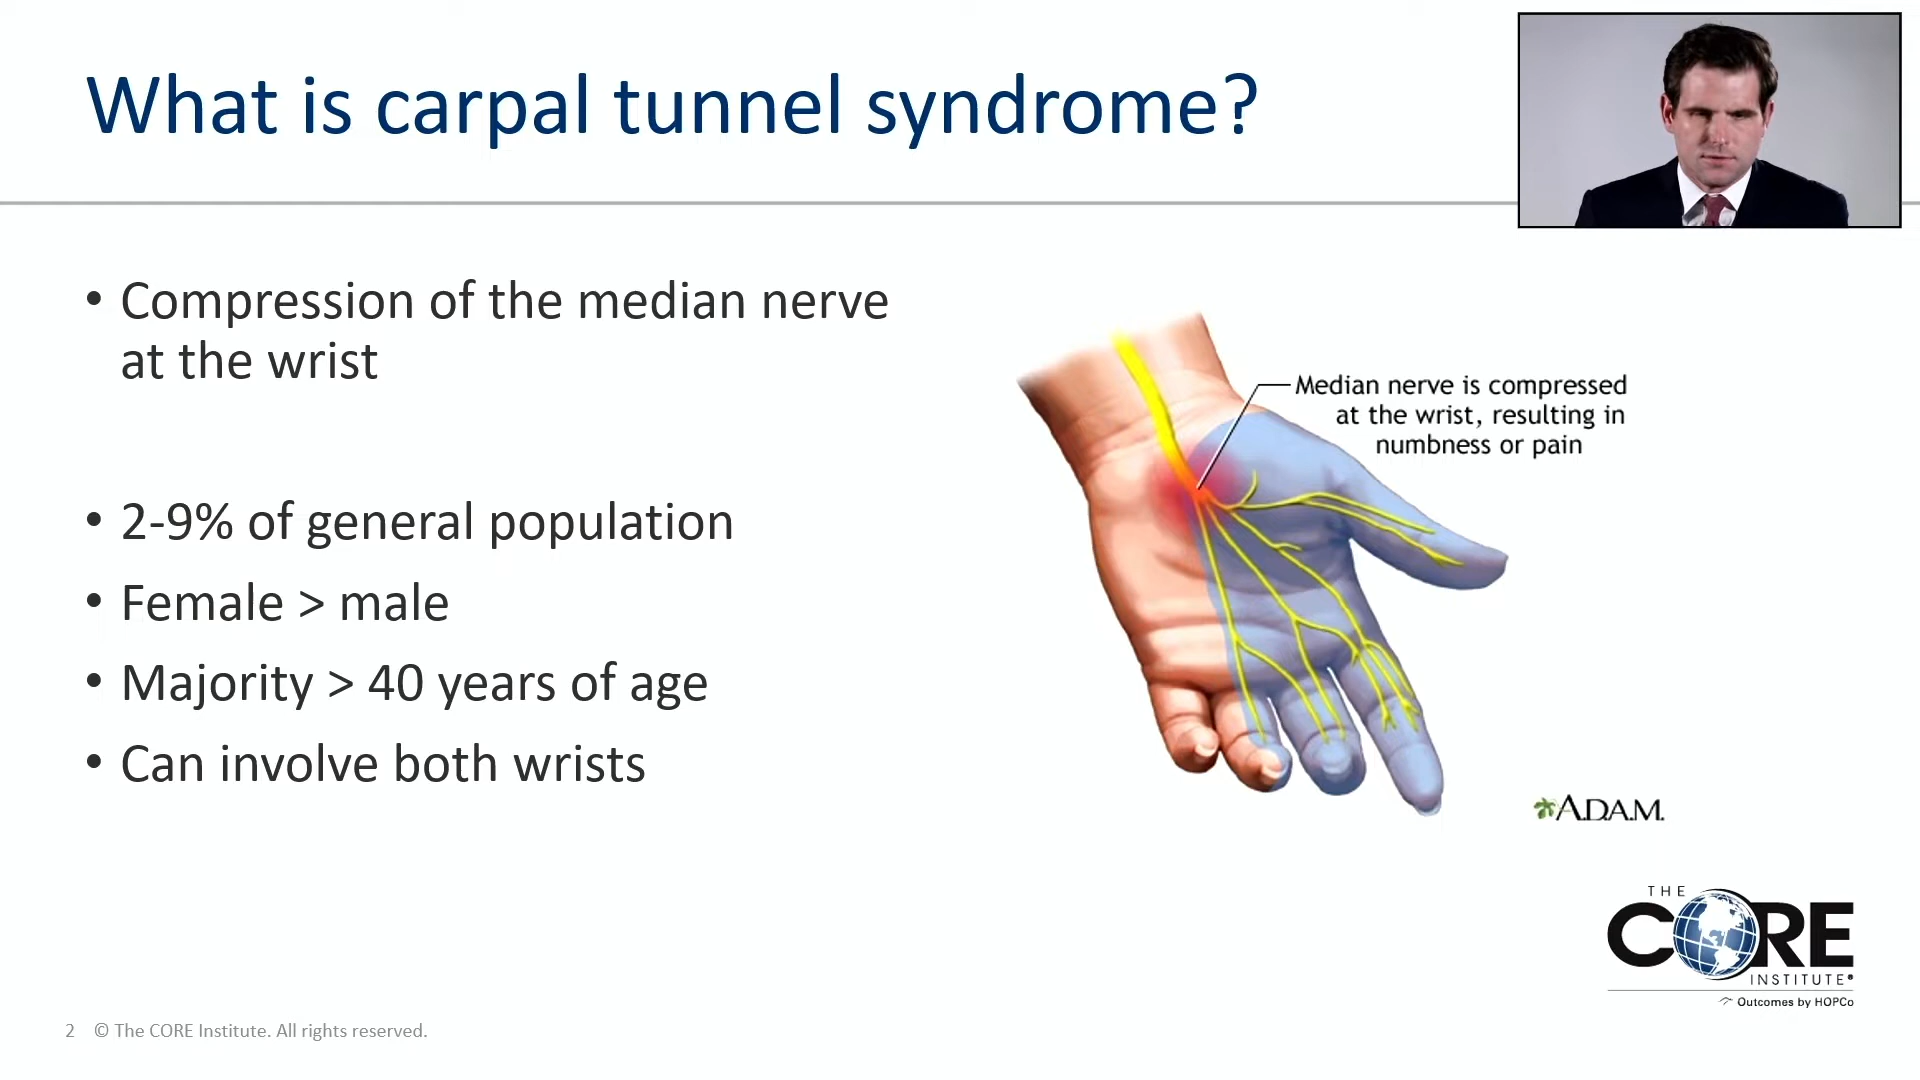 What is carpal tunnel syndrome?
• Compression of the median nerve
at the wrist
• 2-9% of general population
• Female > male
• Majority > 40 years of age
• Can involve both wrists
Median nerve is compressed
at the wrist, resulting in
numbness or pain
A.D.A.M.
THE
CORE
INSTITUTE®
Outcomes by HOPCo
2 © The CORE Institute. All rights reserved.